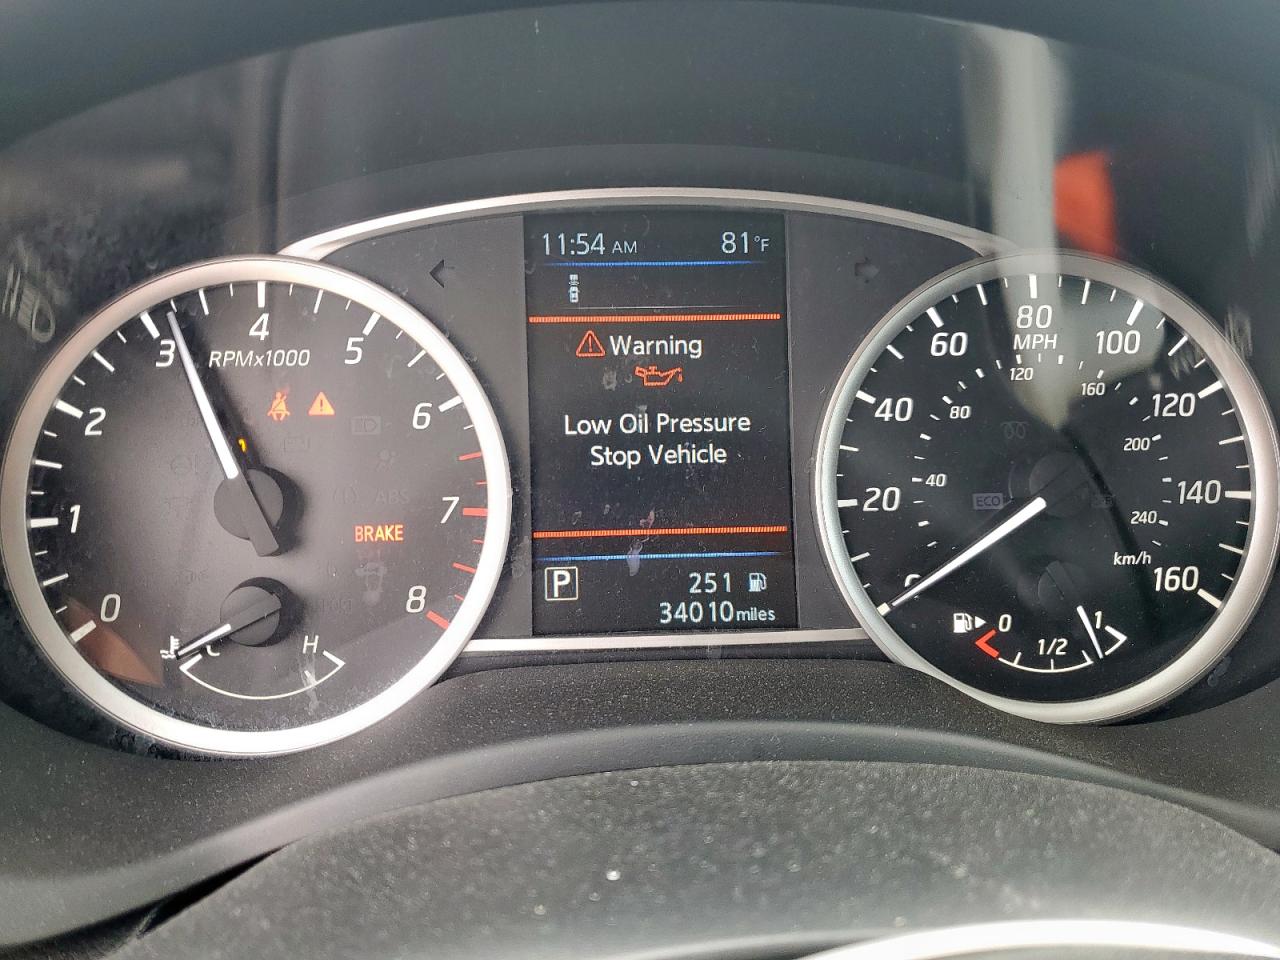 11:54 AM 81°F
Warning
Low Oil Pressure
Stop Vehicle
P 251
34010 miles
0 1 2 3 4 5 6 7 8
RPMx1000
BRAKE
ABS
C H
20 40 60 80 100 120 140 160
MPH
40 80 120 160 200 240
km/h
ECO
0 1/2 1